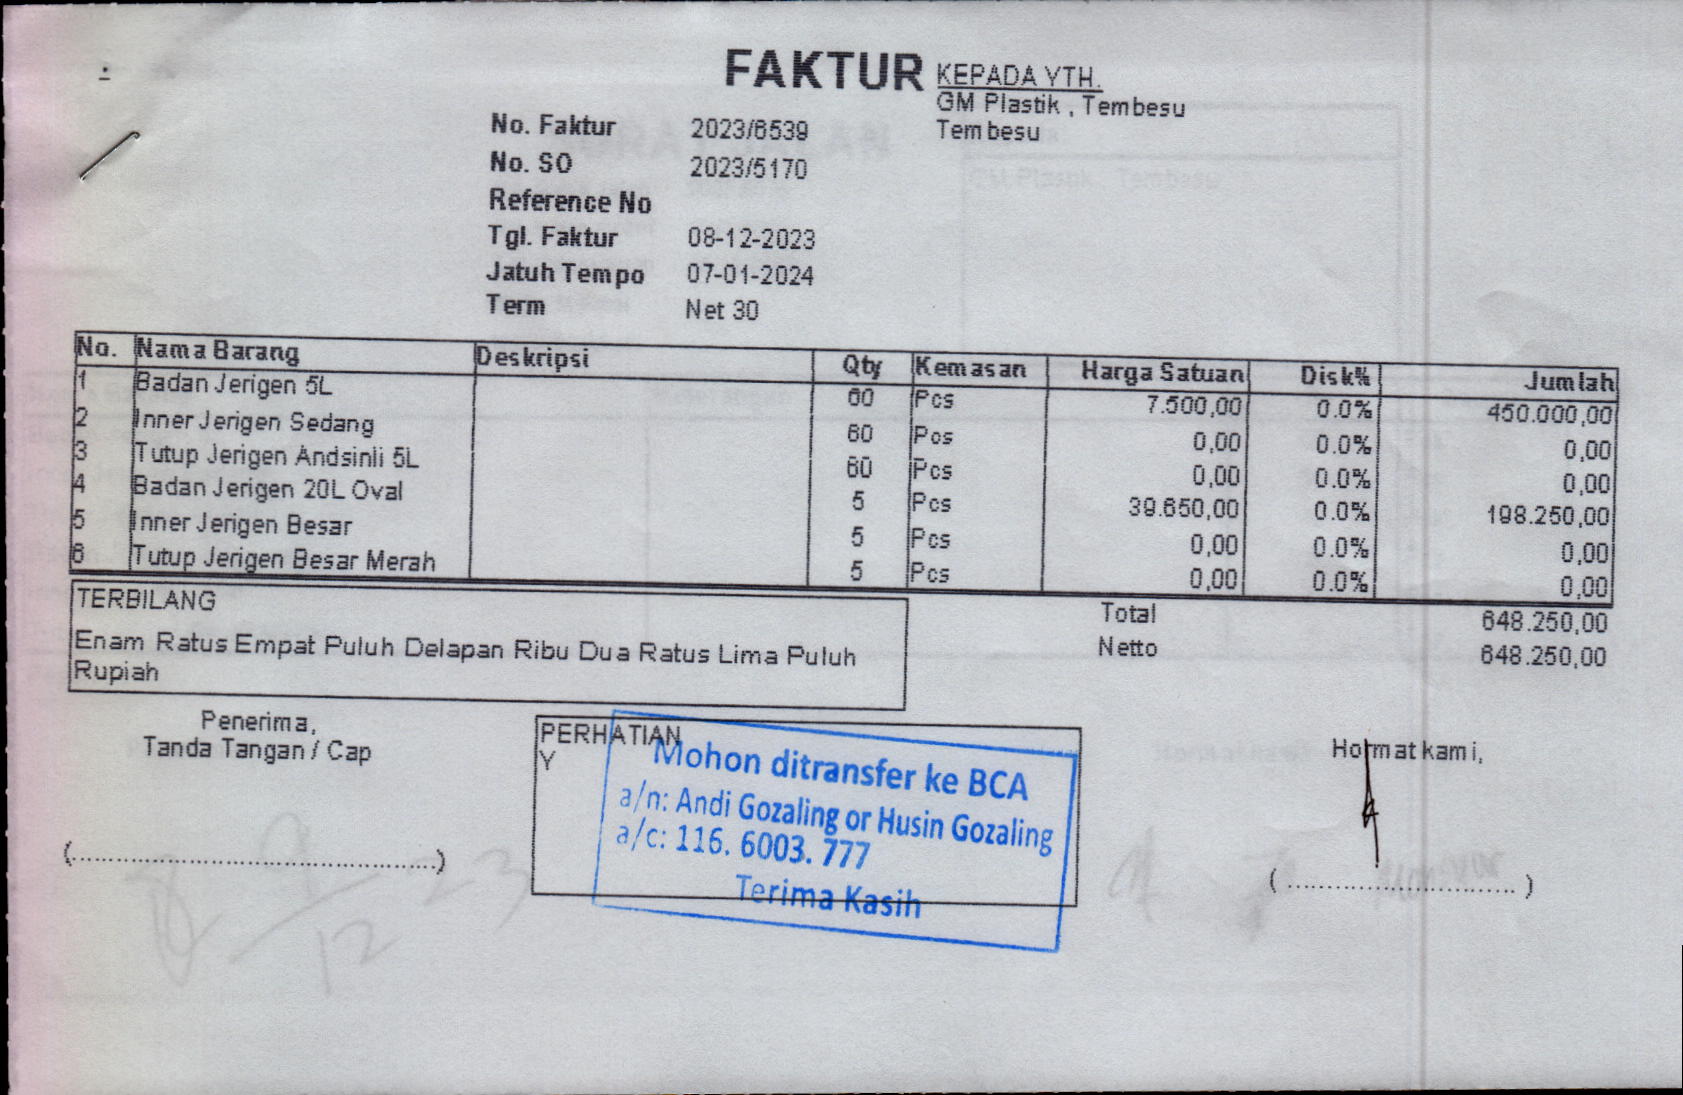 FAKTUR
KEPADA YTH.
GM Plastik , Tembesu
Tembesu
No. Faktur 2023/6539
No. SO 2023/5170
Reference No
Tgl. Faktur 08-12-2023
Jatuh Tempo 07-01-2024
Term Net 30
No. Nama Barang Deskripsi Qty Kemasan Harga Satuan Disk% Jumlah
1 Badan Jerigen 5L 60 Pcs 7.500,00 0.0% 450.000,00
2 Inner Jerigen Sedang 60 Pcs 0,00 0.0% 0,00
3 Tutup Jerigen Andsinli 5L 60 Pcs 0,00 0.0% 0,00
4 Badan Jerigen 20L Oval 5 Pcs 39.650,00 0.0% 198.250,00
5 Inner Jerigen Besar 5 Pcs 0,00 0.0% 0,00
6 Tutup Jerigen Besar Merah 5 Pcs 0,00 0.0% 0,00
TERBILANG
Enam Ratus Empat Puluh Delapan Ribu Dua Ratus Lima Puluh
Rupiah
Total 648.250,00
Netto 648.250,00
Penerima,
Tanda Tangan / Cap
(................................................)
PERHATIAN
Y
Mohon ditransfer ke BCA
a/n: Andi Gozaling or Husin Gozaling
a/c: 116. 6003. 777
Terima Kasih
Hormat kami,
(................................)
9/12 23